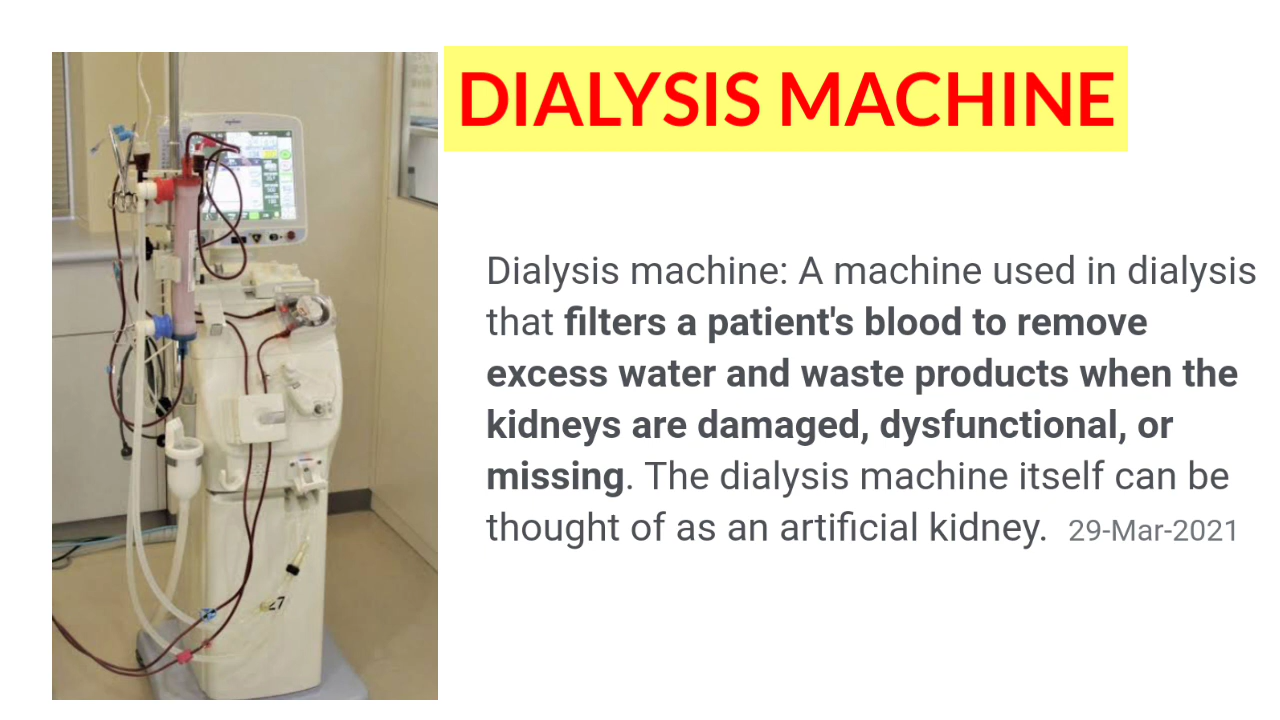 DIALYSIS MACHINE
Dialysis machine: A machine used in dialysis
that filters a patient's blood to remove
excess water and waste products when the
kidneys are damaged, dysfunctional, or
missing. The dialysis machine itself can be
thought of as an artificial kidney. 29-Mar-2021
27